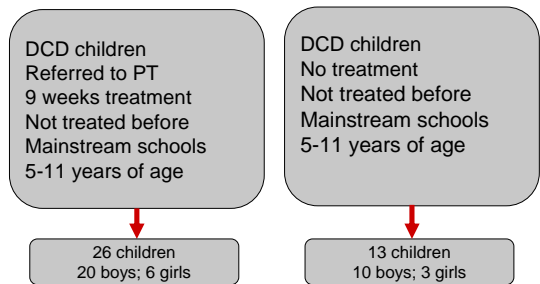 DCD children
Referred to PT
9 weeks treatment
Not treated before
Mainstream schools
5-11 years of age
26 children
20 boys; 6 girls
DCD children
No treatment
Not treated before
Mainstream schools
5-11 years of age
13 children
10 boys; 3 girls